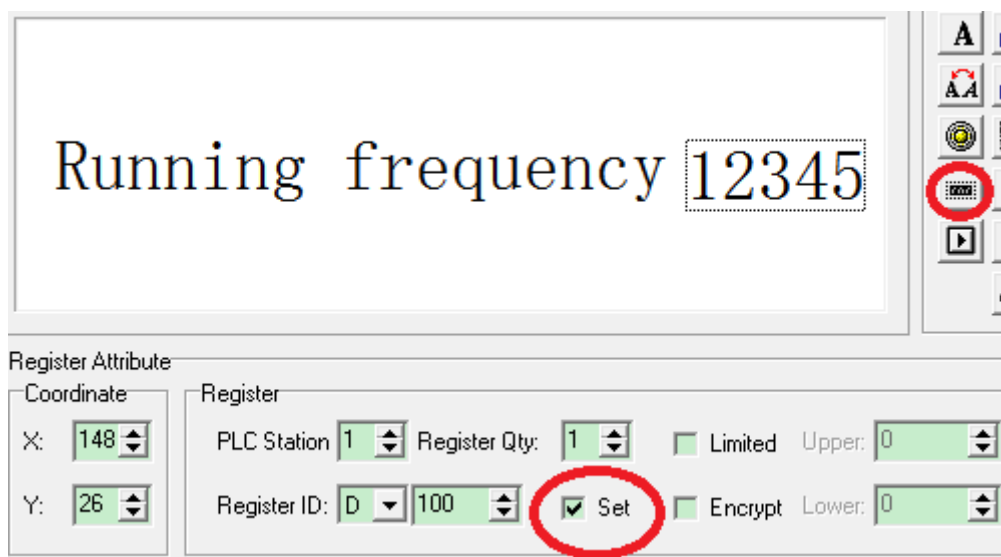 Running frequency 12345
A
AA
Register Attribute
Coordinate
Register
X: 148
PLC Station 1
Register Qty: 1
Limited
Upper: 0
Y: 26
Register ID: D 100
Set
Encrypt
Lower: 0